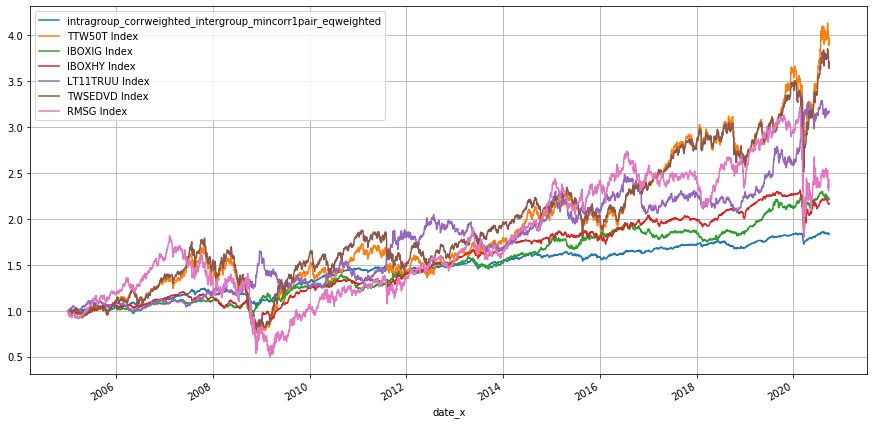 intragroup_corrweighted_intergroup_mincorr1pair_eqweighted
TTW50T Index
IBOXIG Index
IBOXHY Index
LT11TRUU Index
TWSEDVD Index
RMSG Index
4.0
3.5
3.0
2.5
2.0
1.5
1.0
0.5
2006
2008
2010
2012
2014
2016
2018
2020
date_x